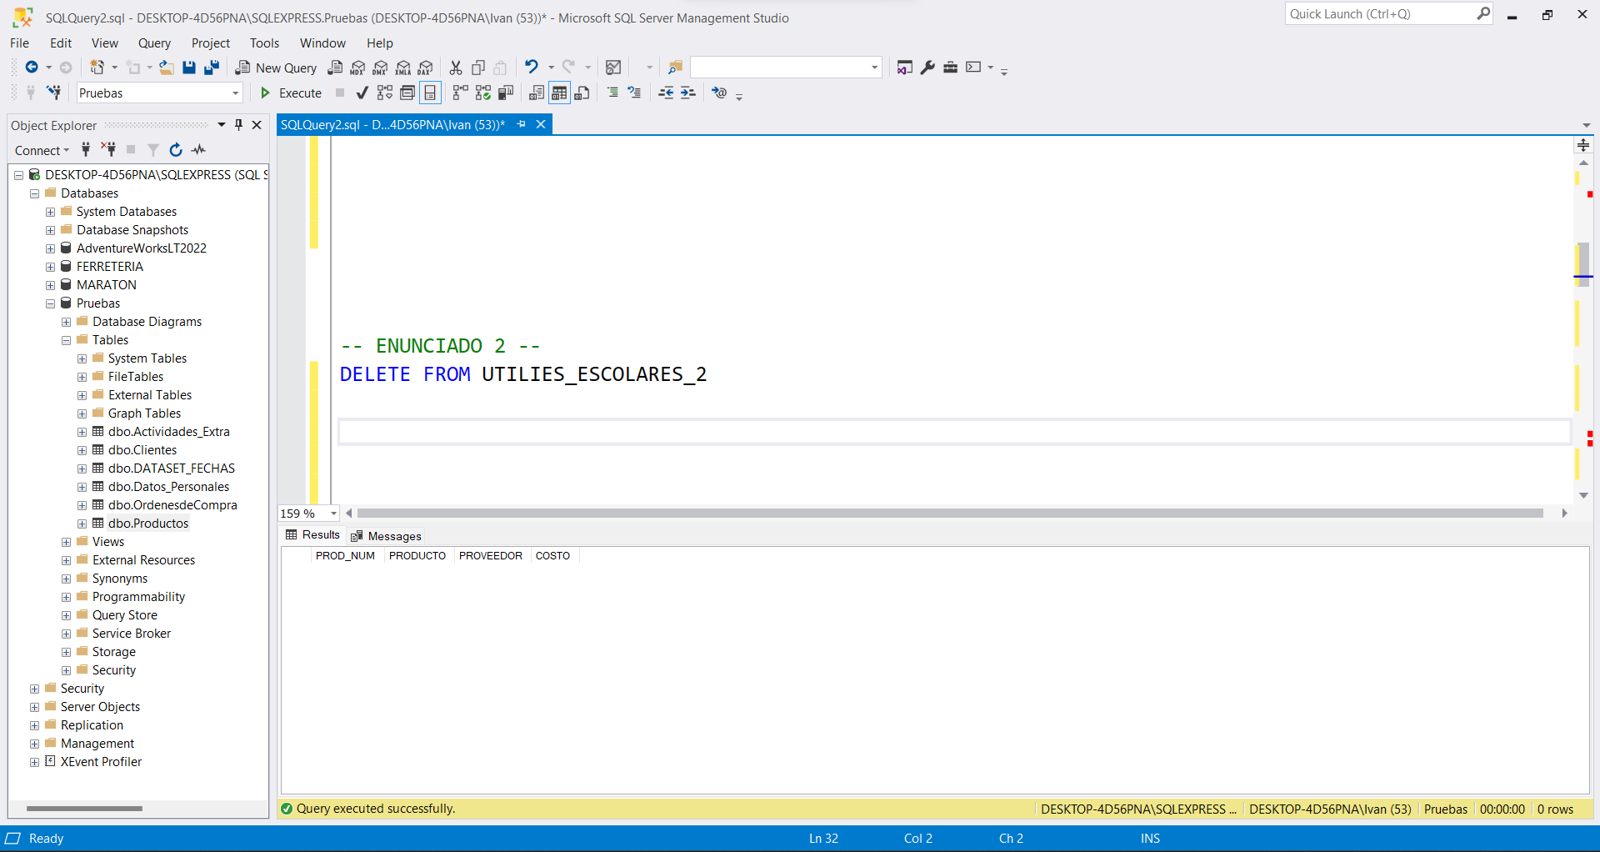 SQLQuery2.sql - DESKTOP-4D56PNA\SQLEXPRESS.Pruebas (DESKTOP-4D56PNA\Ivan (53))* - Microsoft SQL Server Management Studio
Quick Launch (Ctrl+Q)
File Edit View Query Project Tools Window Help
New Query MDX DMX XMLA DAX
Pruebas Execute
Object Explorer
SQLQuery2.sql - D...4D56PNA\Ivan (53))*
Connect
DESKTOP-4D56PNA\SQLEXPRESS (SQL S
Databases
System Databases
Database Snapshots
AdventureWorksLT2022
FERRETERIA
MARATON
Pruebas
Database Diagrams
Tables
System Tables
FileTables
External Tables
Graph Tables
dbo.Actividades_Extra
dbo.Clientes
dbo.DATASET_FECHAS
dbo.Datos_Personales
dbo.OrdenesdeCompra
dbo.Productos
Views
External Resources
Synonyms
Programmability
Query Store
Service Broker
Storage
Security
Security
Server Objects
Replication
Management
XEvent Profiler
-- ENUNCIADO 2 --
DELETE FROM UTILIES_ESCOLARES_2
159 %
Results Messages
PROD_NUM PRODUCTO PROVEEDOR COSTO
Query executed successfully.
DESKTOP-4D56PNA\SQLEXPRESS ... DESKTOP-4D56PNA\Ivan (53) Pruebas 00:00:00 0 rows
Ready Ln 32 Col 2 Ch 2 INS